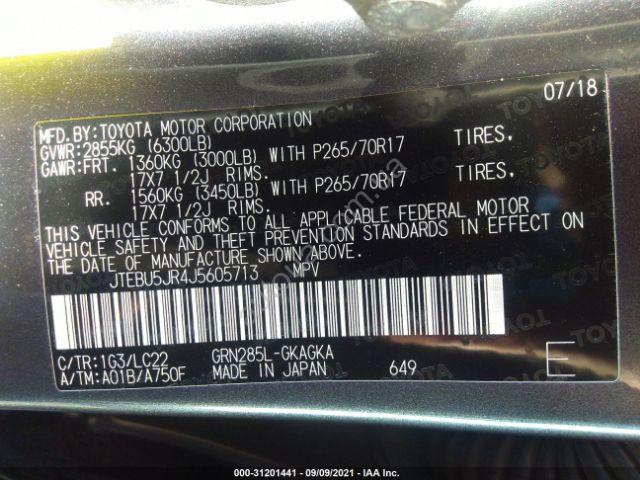 07/18
MFD.BY:TOYOTA MOTOR CORPORATION
GVWR:2855KG (6300LB)
GAWR:FRT. 1360KG (3000LB) WITH P265/70R17 TIRES,
17X7 1/2J RIMS.
RR. 1560KG (3450LB) WITH P265/70R17 TIRES,
17X7 1/2J RIMS.
THIS VEHICLE CONFORMS TO ALL APPLICABLE FEDERAL MOTOR
VEHICLE SAFETY AND THEFT PREVENTION STANDARDS IN EFFECT ON
THE DATE OF MANUFACTURE SHOWN ABOVE.
JTEBU5JR4J5605713 MPV
C/TR:1G3/LC22 GRN285L-GKAGKA
A/TM:A01B/A750F MADE IN JAPAN 649 E
000-31201441 - 09/09/2021 - IAA Inc.